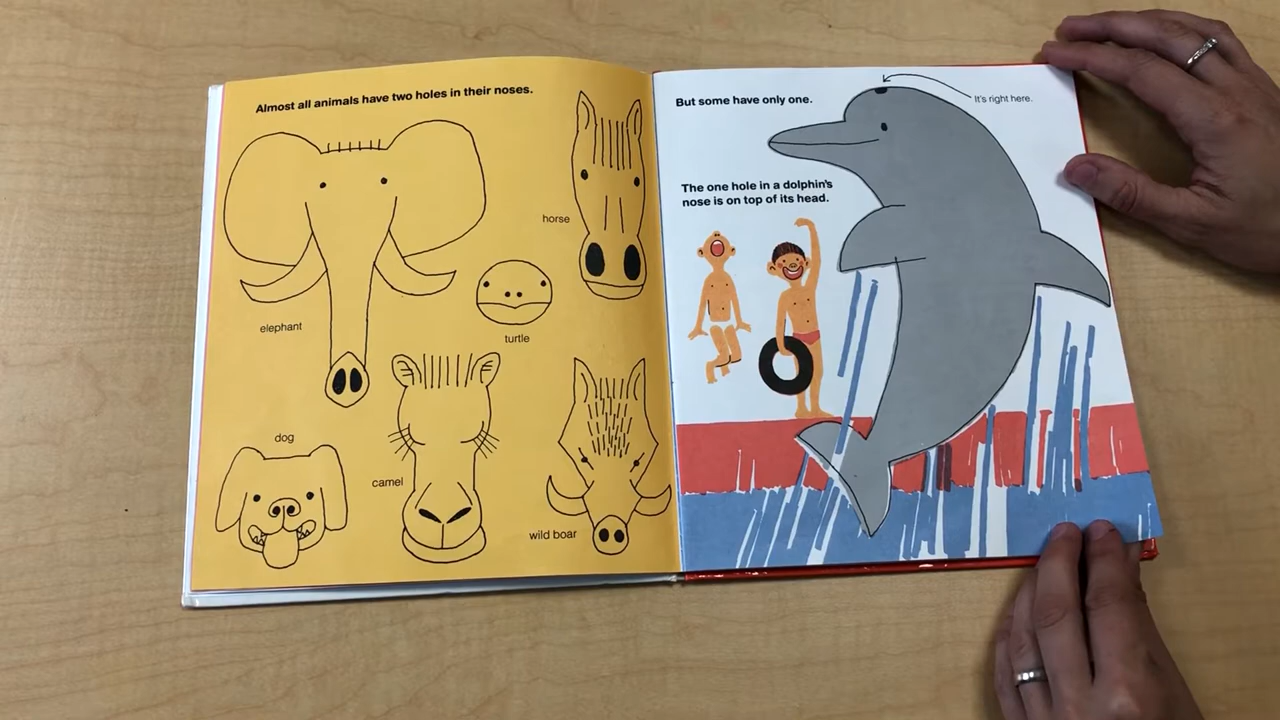 Almost all animals have two holes in their noses.
horse
elephant
turtle
dog
camel
wild boar
But some have only one.
It's right here.
The one hole in a dolphin's
nose is on top of its head.